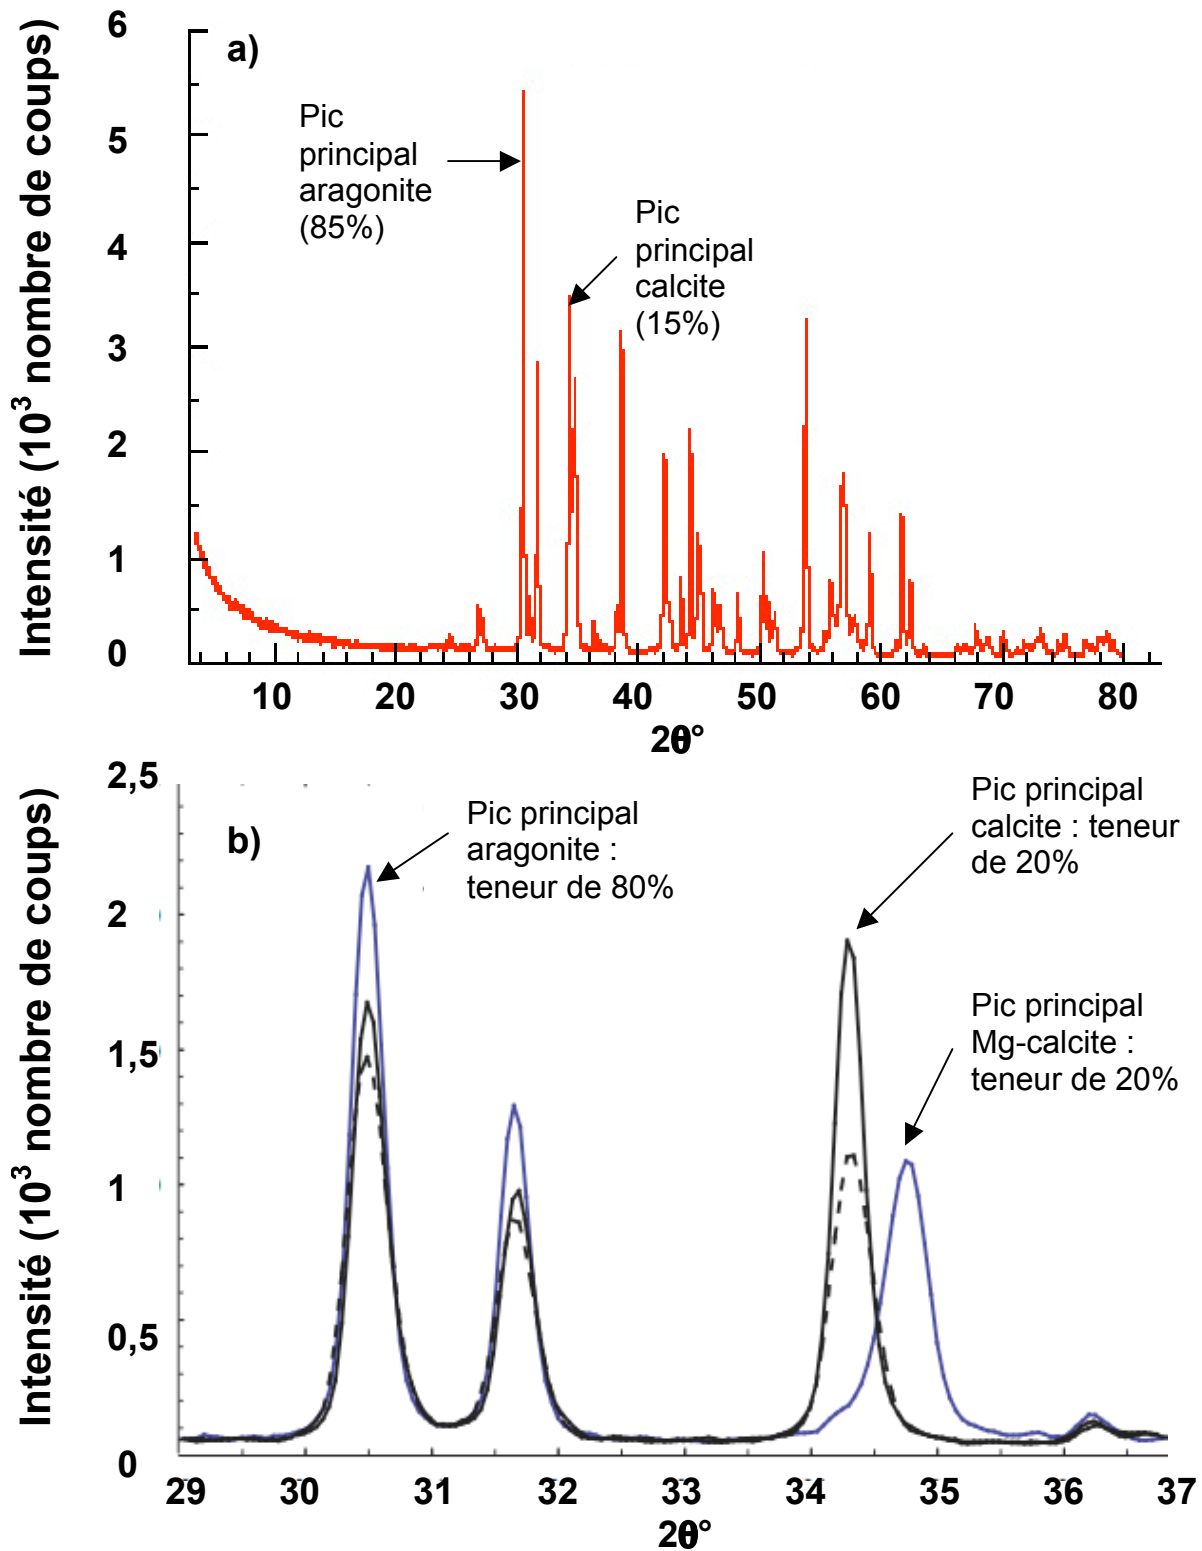 a)
Intensité (10³ nombre de coups)
6
5
4
3
2
1
0
Pic
principal
aragonite
(85%)
Pic
principal
calcite
(15%)
10 20 30 40 50 60 70 80
2θ°
b)
Intensité (10³ nombre de coups)
2,5
2
1,5
1
0,5
0
Pic principal
aragonite :
teneur de 80%
Pic principal
calcite : teneur
de 20%
Pic principal
Mg-calcite :
teneur de 20%
29 30 31 32 33 34 35 36 37
2θ°